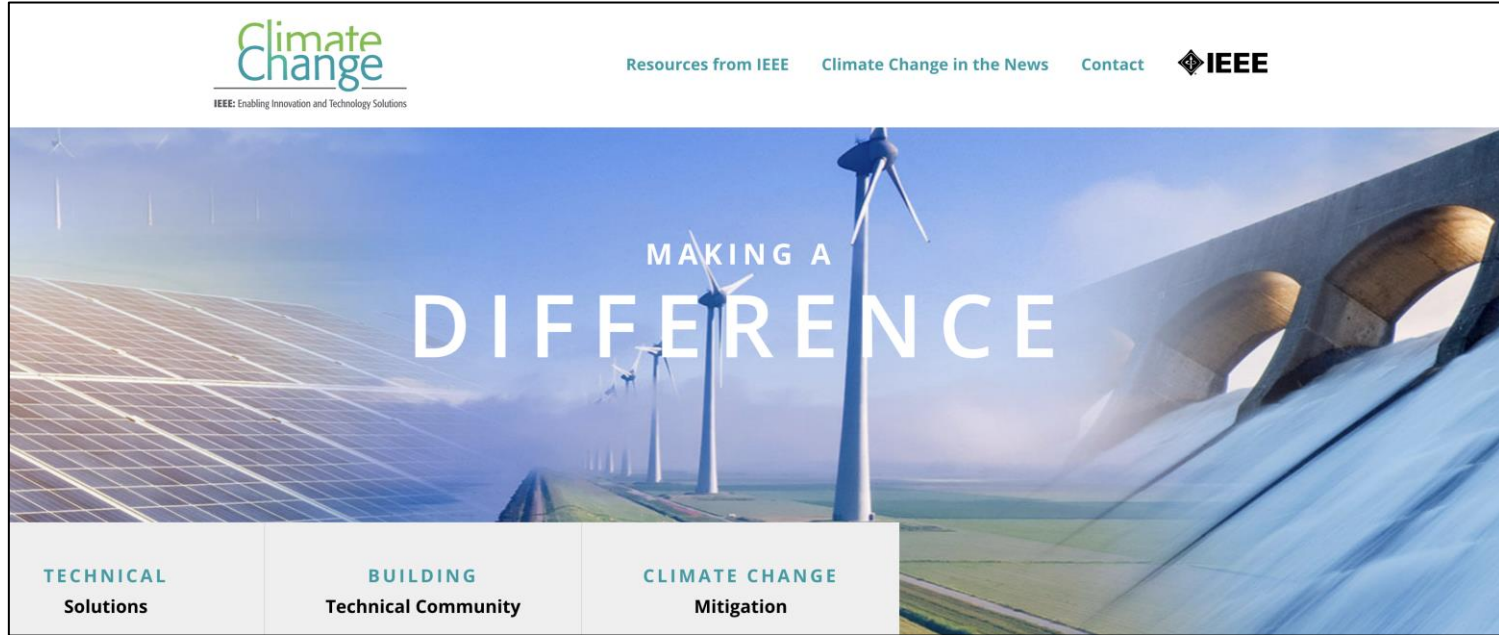 Climate
Change
IEEE: Enabling Innovation and Technology Solutions
Resources from IEEE
Climate Change in the News
Contact
IEEE
MAKING A
DIFFERENCE
TECHNICAL
Solutions
BUILDING
Technical Community
CLIMATE CHANGE
Mitigation